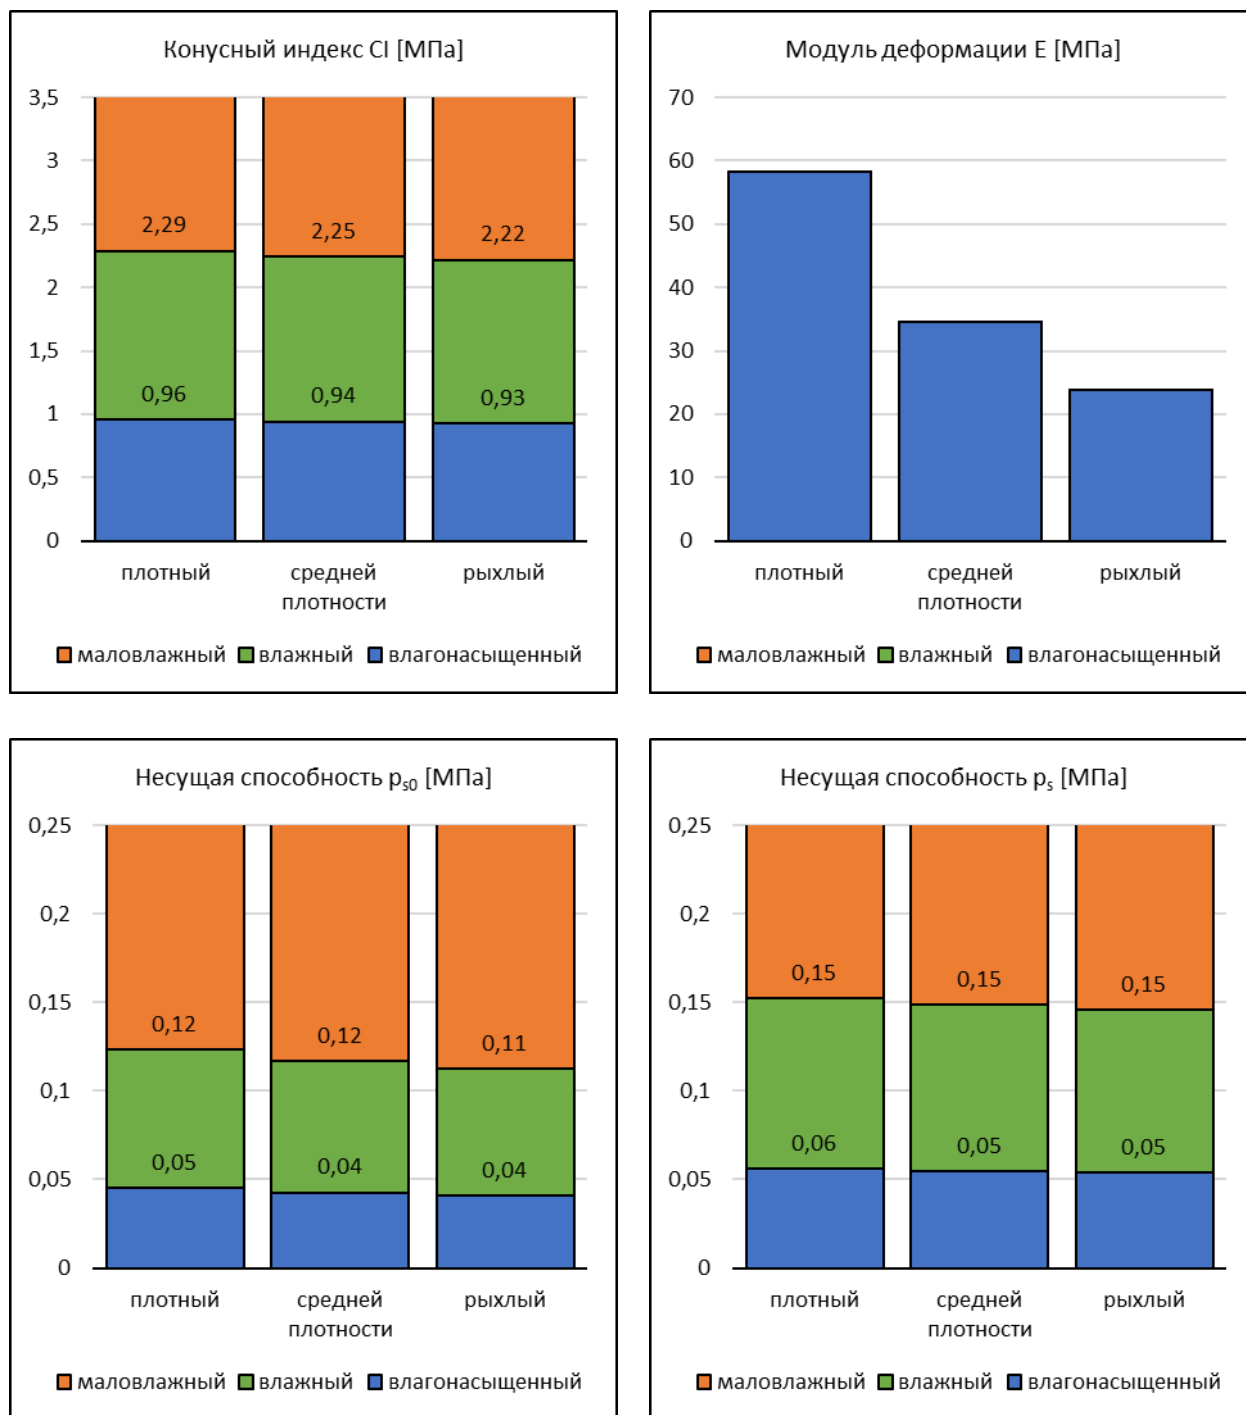 Конусный индекс CI [МПа]
3,5
3
2,5
2
1,5
1
0,5
0
2,29
2,25
2,22
0,96
0,94
0,93
плотный
средней
плотности
рыхлый
маловлажный влажный влагонасыщенный
Модуль деформации E [МПа]
70
60
50
40
30
20
10
0
плотный
средней
плотности
рыхлый
маловлажный влажный влагонасыщенный
Несущая способность ps0 [МПа]
0,25
0,2
0,15
0,1
0,05
0
0,12
0,12
0,11
0,05
0,04
0,04
плотный
средней
плотности
рыхлый
маловлажный влажный влагонасыщенный
Несущая способность ps [МПа]
0,25
0,2
0,15
0,1
0,05
0
0,15
0,15
0,15
0,06
0,05
0,05
плотный
средней
плотности
рыхлый
маловлажный влажный влагонасыщенный